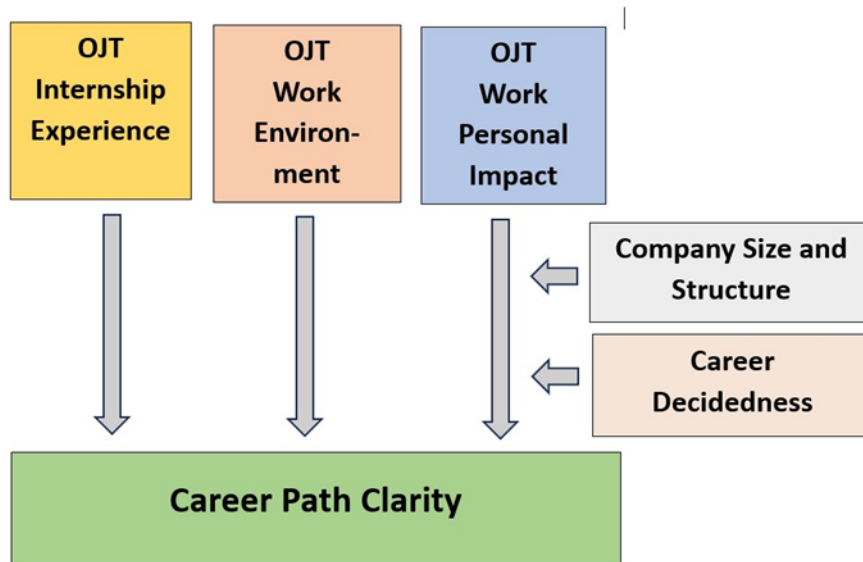 OJT
Internship
Experience
OJT
Work
Environ-
ment
OJT
Work
Personal
Impact
Company Size and
Structure
Career
Decidedness
Career Path Clarity